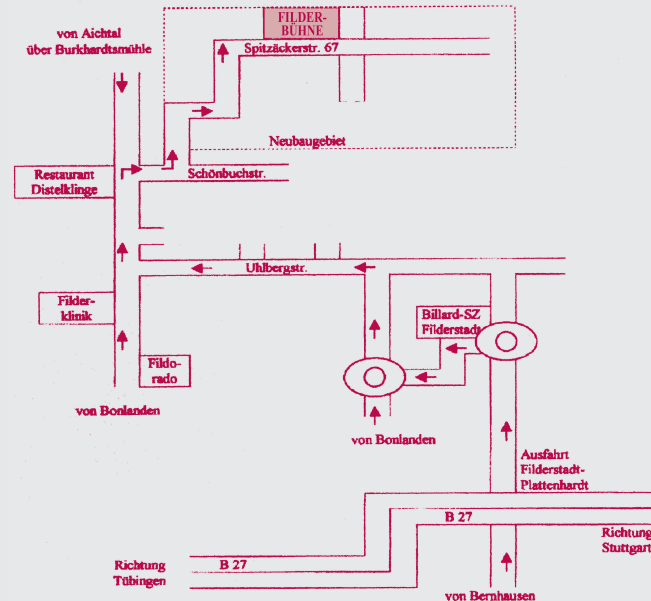 FILDER-
BÜHNE
von Aichtal
über Burkhardtsmühle
Spitzäckerstr. 67
Neubaugebiet
Restaurant
Distelklinge
Schönbuchstr.
Uhlbergstr.
Filder-
klinik
Billard-SZ
Filderstadt
Fildo-
rado
von Bonlanden
von Bonlanden
Ausfahrt
Filderstadt-
Plattenhardt
B 27
Richtung
Stuttgart
Richtung
Tübingen
B 27
von Bernhausen